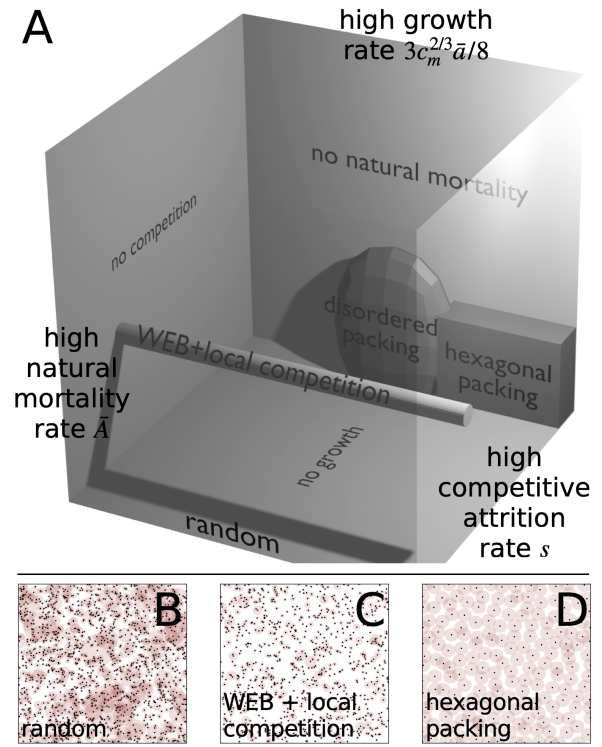 A
high growth
rate 3c_m^{2/3}ā/8
no natural mortality
no competition
disordered
packing
hexagonal
packing
WEB+local competition
high
natural
mortality
rate Ā
no growth
high
competitive
attrition
rate s
random
B
random
C
WEB + local
competition
D
hexagonal
packing